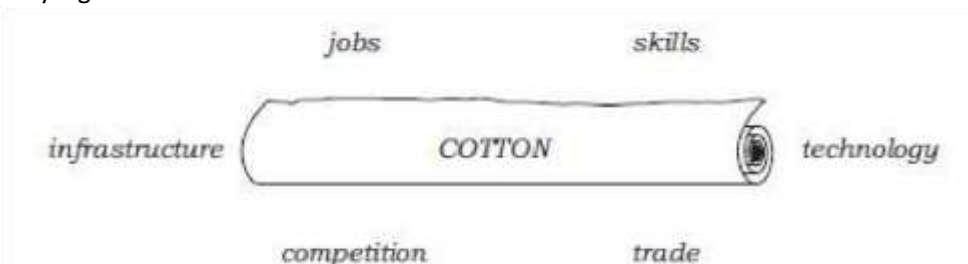 jobs skills
infrastructure COTTON technology
competition trade